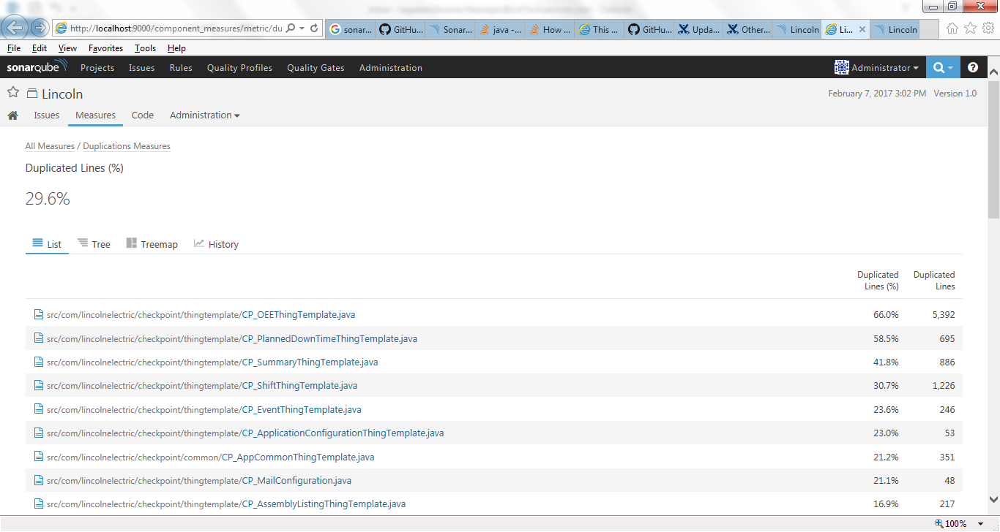 http://localhost:9000/component_measures/metric/du
sonar...
GitHu...
Sonar...
java -...
How ...
This ...
GitHu...
Upda...
Other...
Lincoln
Li...
Lincoln
File Edit View Favorites Tools Help
sonarqube Projects Issues Rules Quality Profiles Quality Gates Administration Administrator ?
Lincoln February 7, 2017 3:02 PM Version 1.0
Issues Measures Code Administration
All Measures / Duplications Measures
Duplicated Lines (%)
29.6%
List Tree Treemap History
Duplicated Lines (%) Duplicated Lines
src/com/lincolnelectric/checkpoint/thingtemplate/CP_OEEThingTemplate.java 66.0% 5,392
src/com/lincolnelectric/checkpoint/thingtemplate/CP_PlannedDownTimeThingTemplate.java 58.5% 695
src/com/lincolnelectric/checkpoint/thingtemplate/CP_SummaryThingTemplate.java 41.8% 886
src/com/lincolnelectric/checkpoint/thingtemplate/CP_ShiftThingTemplate.java 30.7% 1,226
src/com/lincolnelectric/checkpoint/thingtemplate/CP_EventThingTemplate.java 23.6% 246
src/com/lincolnelectric/checkpoint/thingtemplate/CP_ApplicationConfigurationThingTemplate.java 23.0% 53
src/com/lincolnelectric/checkpoint/common/CP_AppCommonThingTemplate.java 21.2% 351
src/com/lincolnelectric/checkpoint/thingtemplate/CP_MailConfiguration.java 21.1% 48
src/com/lincolnelectric/checkpoint/thingtemplate/CP_AssemblyListingThingTemplate.java 16.9% 217
100%